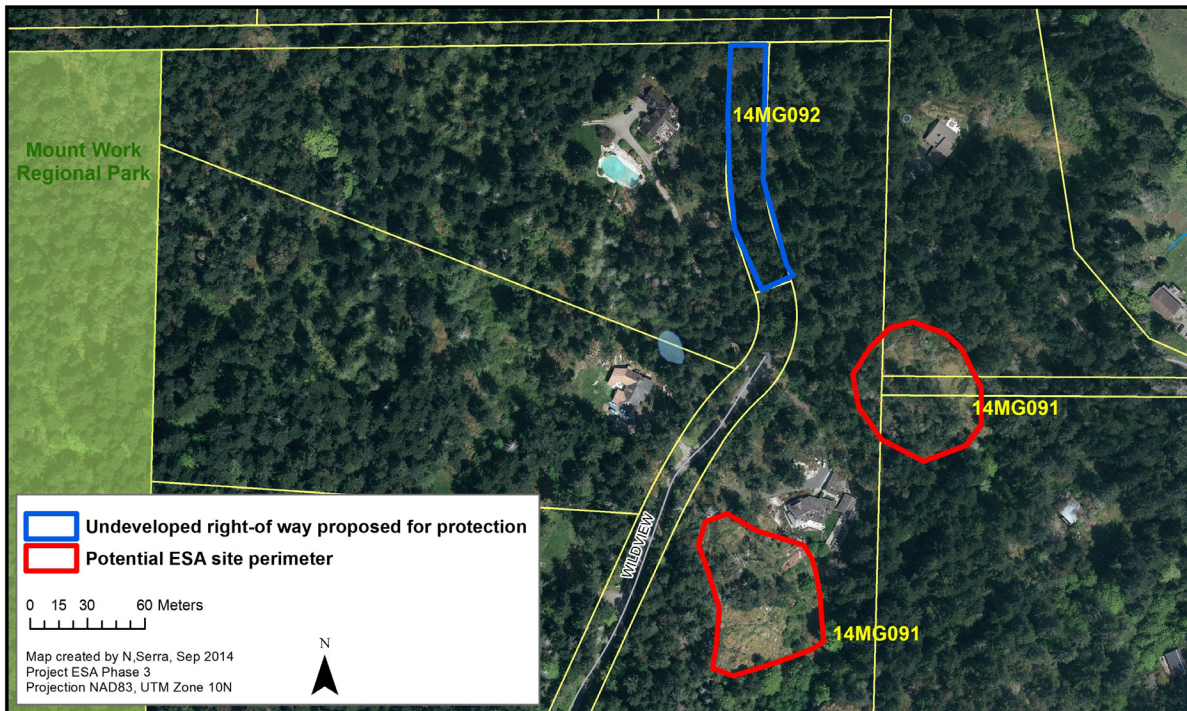 14MG092
Mount Work
Regional Park
14MG091
WILDVIEW
14MG091
Undeveloped right-of way proposed for protection
Potential ESA site perimeter
0 15 30 60 Meters
Map created by N,Serra, Sep 2014
Project ESA Phase 3
Projection NAD83, UTM Zone 10N
N